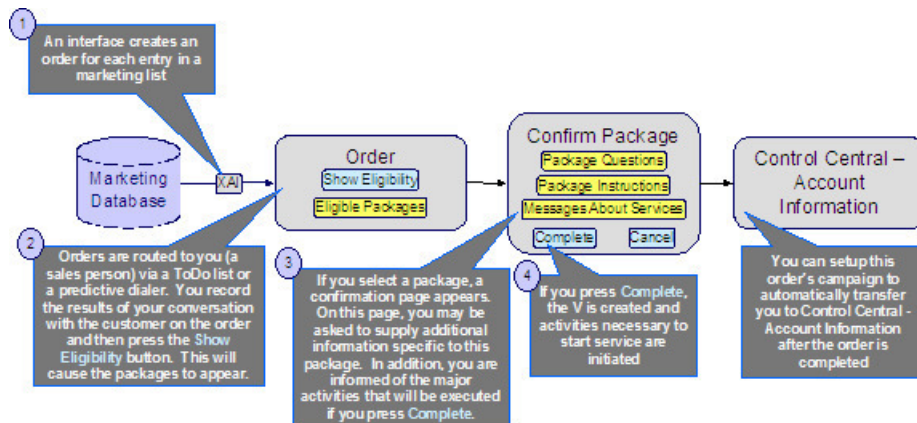 1
An interface creates an
order for each entry in a
marketing list
Marketing
Database
XAI
Order
Show Eligibility
Eligible Packages
Confirm Package
Package Questions
Package Instructions
Messages About Services
Complete
Cancel
Control Central –
Account
Information
2
Orders are routed to you (a
sales person) via a ToDo list or
a predictive dialer. You record
the results of your conversation
with the customer on the order
and then press the Show
Eligibility button. This will
cause the packages to appear.
3
If you select a package, a
confirmation page appears.
On this page, you may be
asked to supply additional
information specific to this
package. In addition, you are
informed of the major
activities that will be executed
if you press Complete.
4
If you press Complete,
the V is created and
activities necessary to
start service are
initiated
You can setup this
order's campaign to
automatically transfer
you to Control Central -
Account Information
after the order is
completed